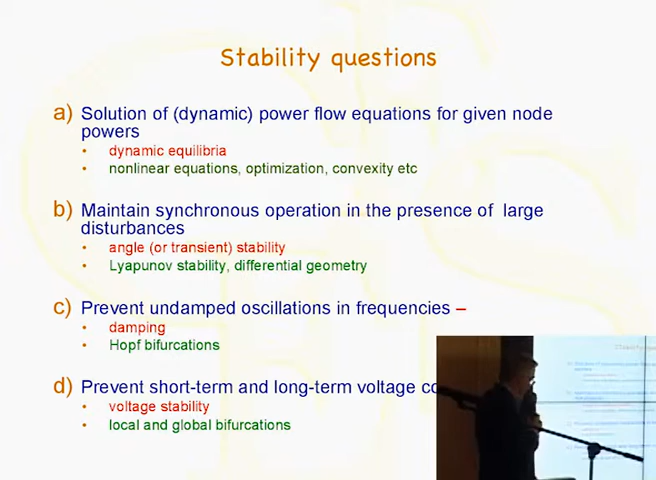 Stability questions
a) Solution of (dynamic) power flow equations for given node
powers
• dynamic equilibria
• nonlinear equations, optimization, convexity etc
b) Maintain synchronous operation in the presence of large
disturbances
• angle (or transient) stability
• Lyapunov stability, differential geometry
c) Prevent undamped oscillations in frequencies –
• damping
• Hopf bifurcations
d) Prevent short-term and long-term voltage
• voltage stability
• local and global bifurcations